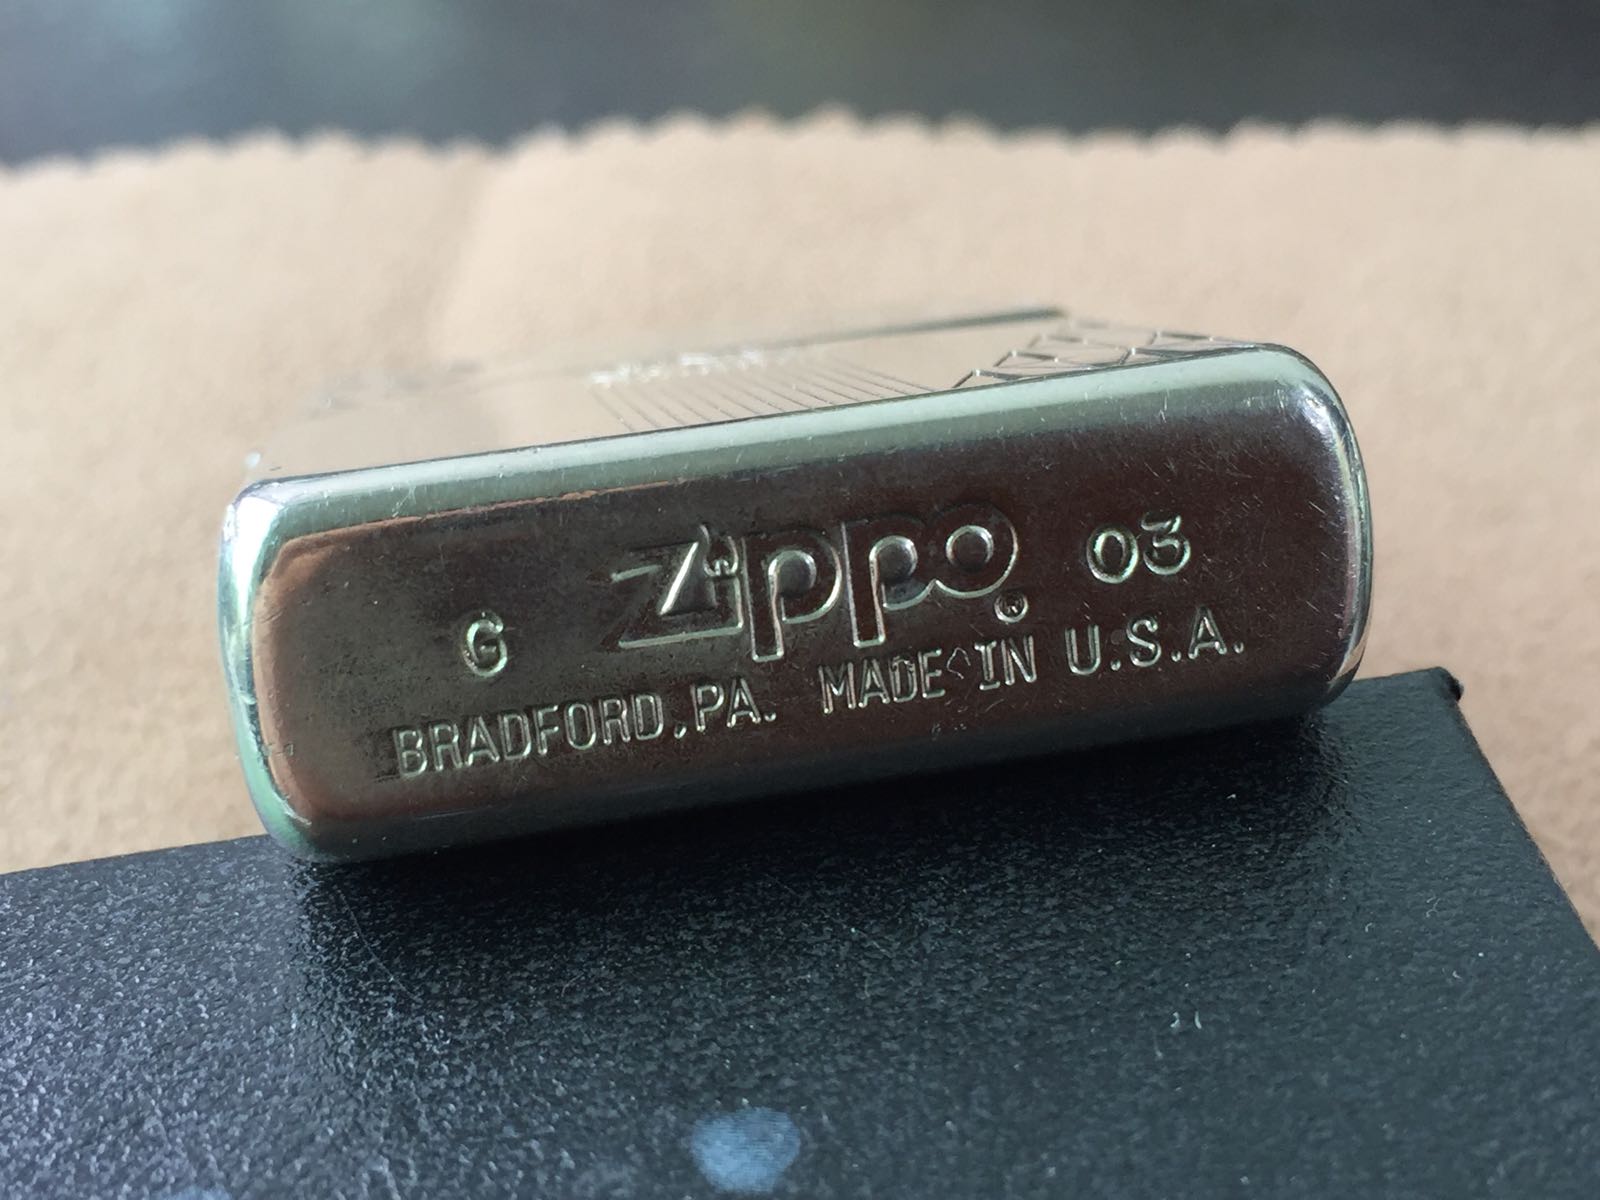 G Zippo ® 03
BRADFORD, PA. MADE IN U.S.A.